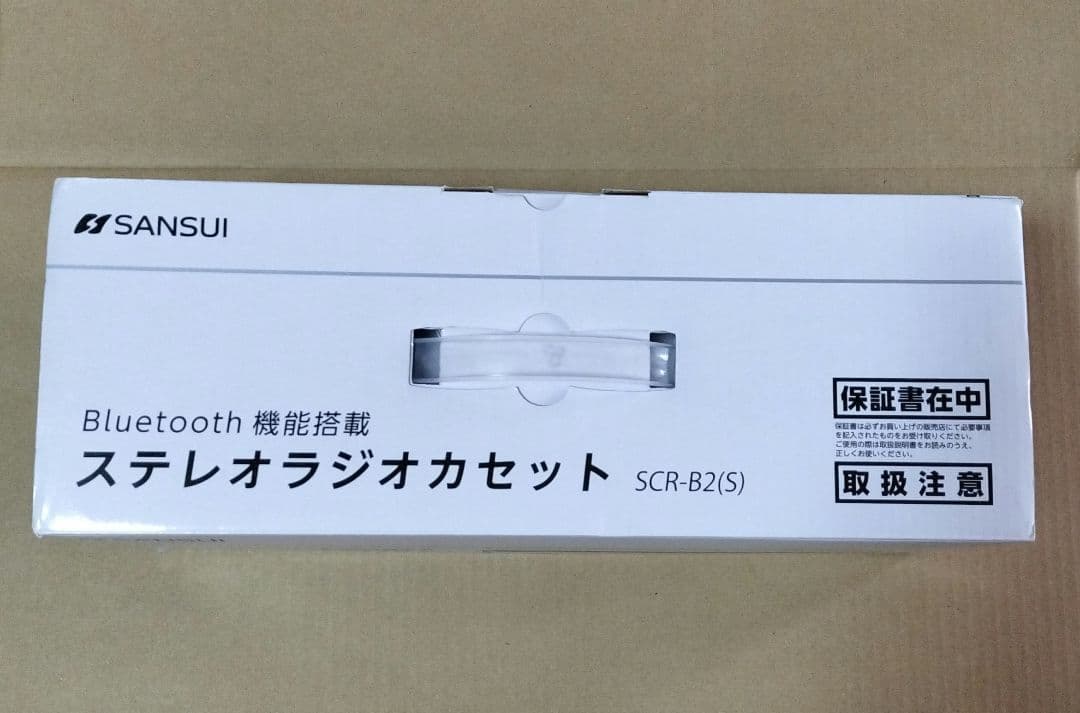 SANSUI
Bluetooth 機能搭載
ステレオラジオカセット SCR-B2(S)
保証書在中
保証書は必ずお買い上げの販売店にて必要事項
を記入されたものをお受け取りください。
ご使用の際は取扱説明書をお読みのうえ、
正しくお使いください。
取扱注意